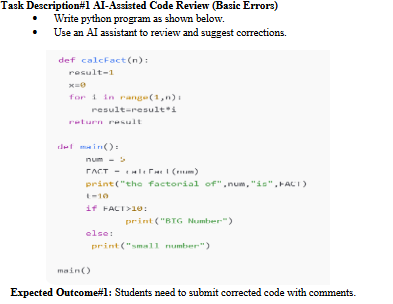 Task Description#1 AI-Assisted Code Review (Basic Errors)
• Write python program as shown below.
• Use an AI assistant to review and suggest corrections.
def calcFact(n):
result=1
x=0
for i in range(1,n):
result=result*i
return result
def main():
num = 5
FACT = calcFact(num)
print("the factorial of",num,"is",FACT)
t=10
if FACT>10:
print("BIG Number")
else:
print("small number")
main()
Expected Outcome#1: Students need to submit corrected code with comments.